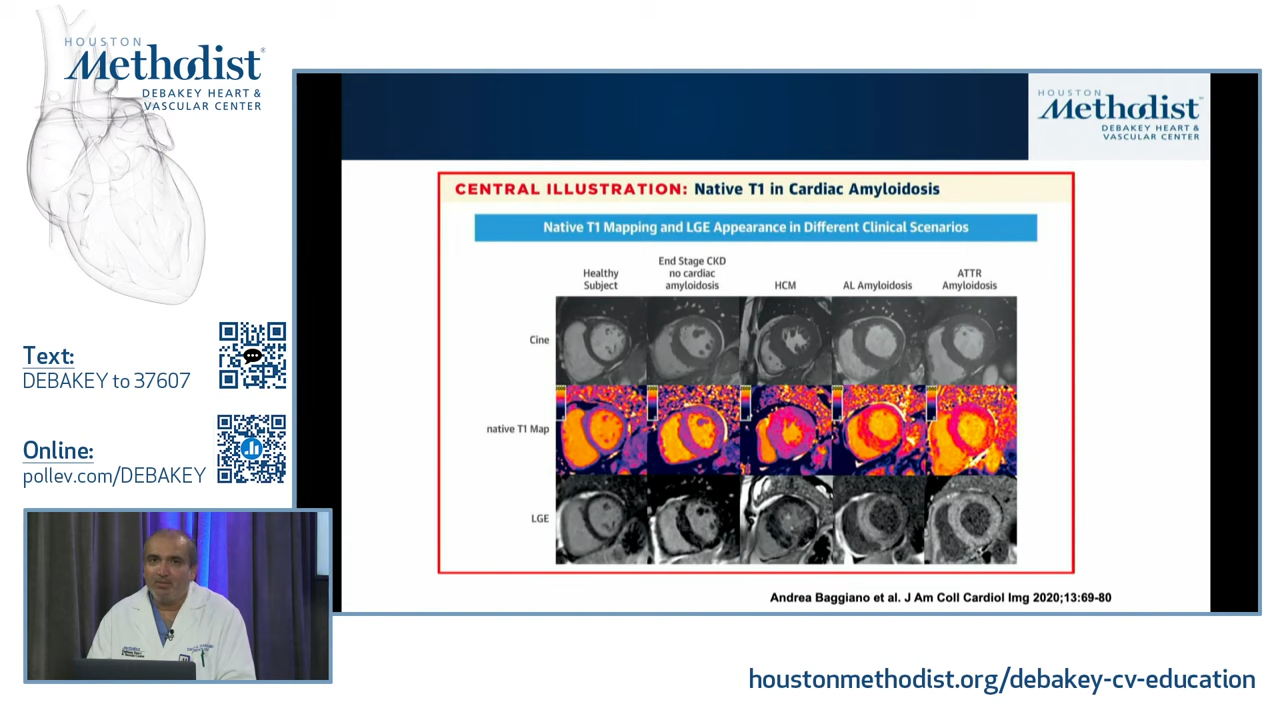 HOUSTON
Methodist®
DEBAKEY HEART &
VASCULAR CENTER
Text:
DEBAKEY to 37607
Online:
pollev.com/DEBAKEY
HOUSTON
Methodist
DEBAKEY HEART &
VASCULAR CENTER
CENTRAL ILLUSTRATION: Native T1 in Cardiac Amyloidosis
Native T1 Mapping and LGE Appearance in Different Clinical Scenarios
Healthy
Subject
End Stage CKD
no cardiac
amyloidosis
HCM
AL Amyloidosis
ATTR
Amyloidosis
Cine
native T1 Map
LGE
Andrea Baggiano et al. J Am Coll Cardiol Img 2020;13:69-80
Methodist
houstonmethodist.org/debakey-cv-education